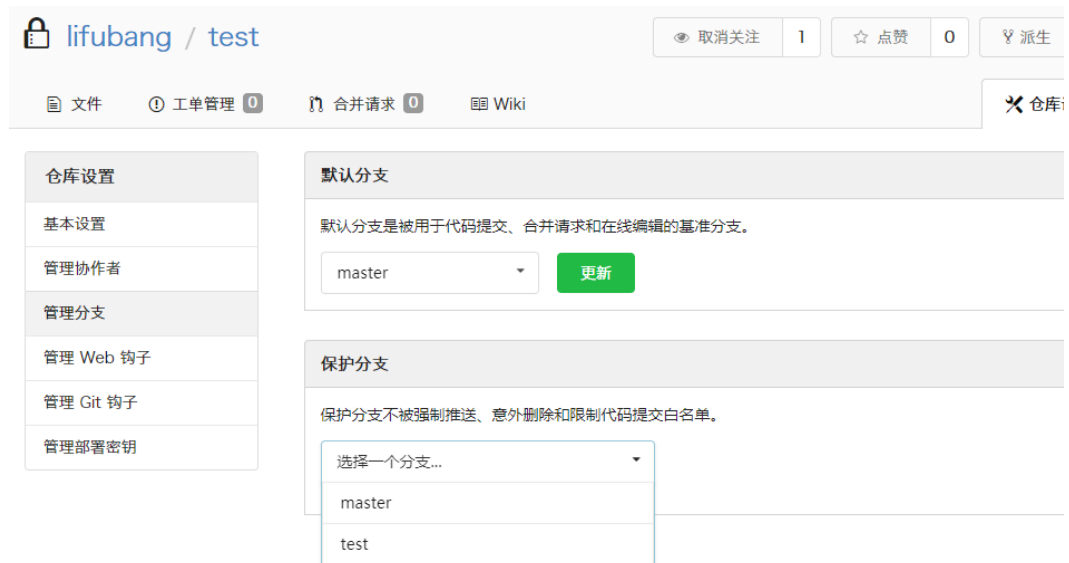 lifubang / test
取消关注 1 点赞 0 派生
文件 工单管理 0 合并请求 0 Wiki 仓库
仓库设置
基本设置
管理协作者
管理分支
管理 Web 钩子
管理 Git 钩子
管理部署密钥
默认分支
默认分支是被用于代码提交、合并请求和在线编辑的基准分支。
master 更新
保护分支
保护分支不被强制推送、意外删除和限制代码提交白名单。
选择一个分支...
master
test